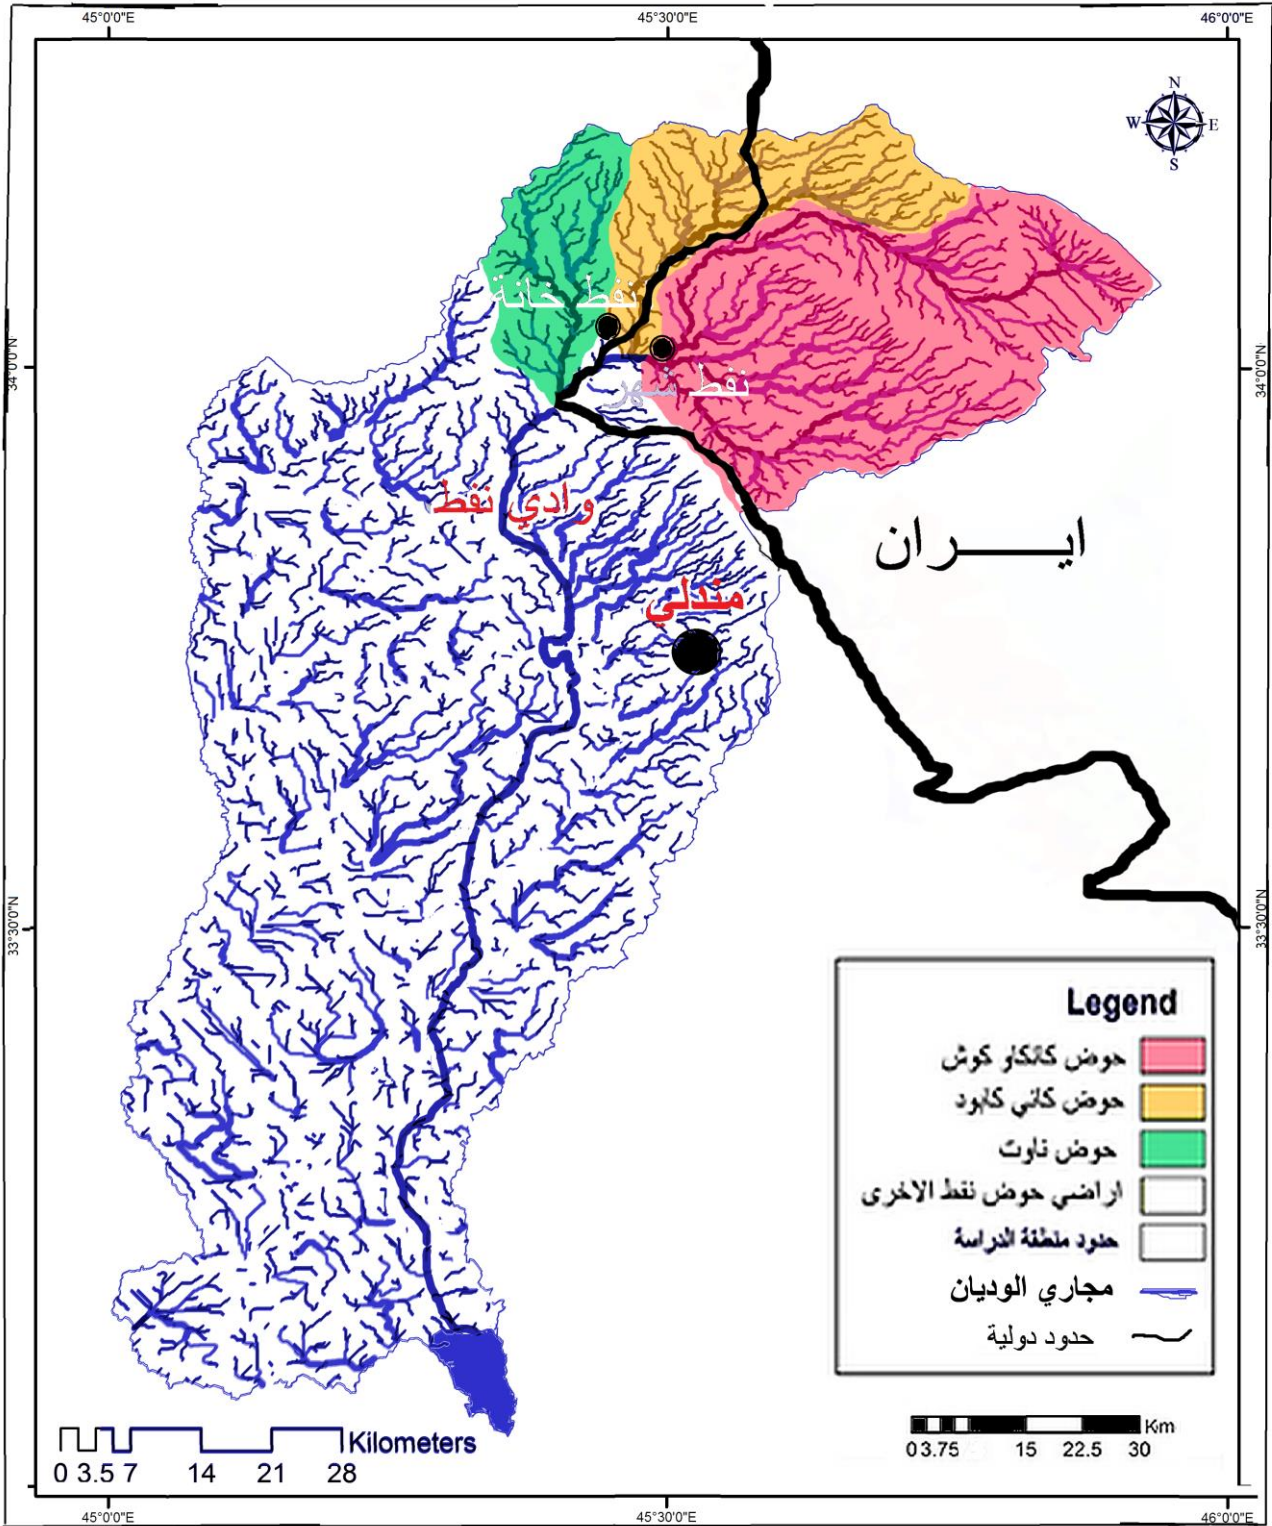 45°0'0"E 45°30'0"E 46°0'0"E
N
W E
S
نفط خانة
34°0'0"N 34°0'0"N
نفط شهر
وادي نفط
ايـــــران
مندلي
33°30'0"N 33°30'0"N
Legend
حوض كانكاو كوش
حوض كاني كابود
حوض ناوت
اراضي حوض نفط الاخرى
حدود منطقة الدراسة
مجاري الوديان
حدود دولية
Kilometers
0 3.5 7 14 21 28
Km
0 3.75 15 22.5 30
45°0'0"E 45°30'0"E 46°0'0"E